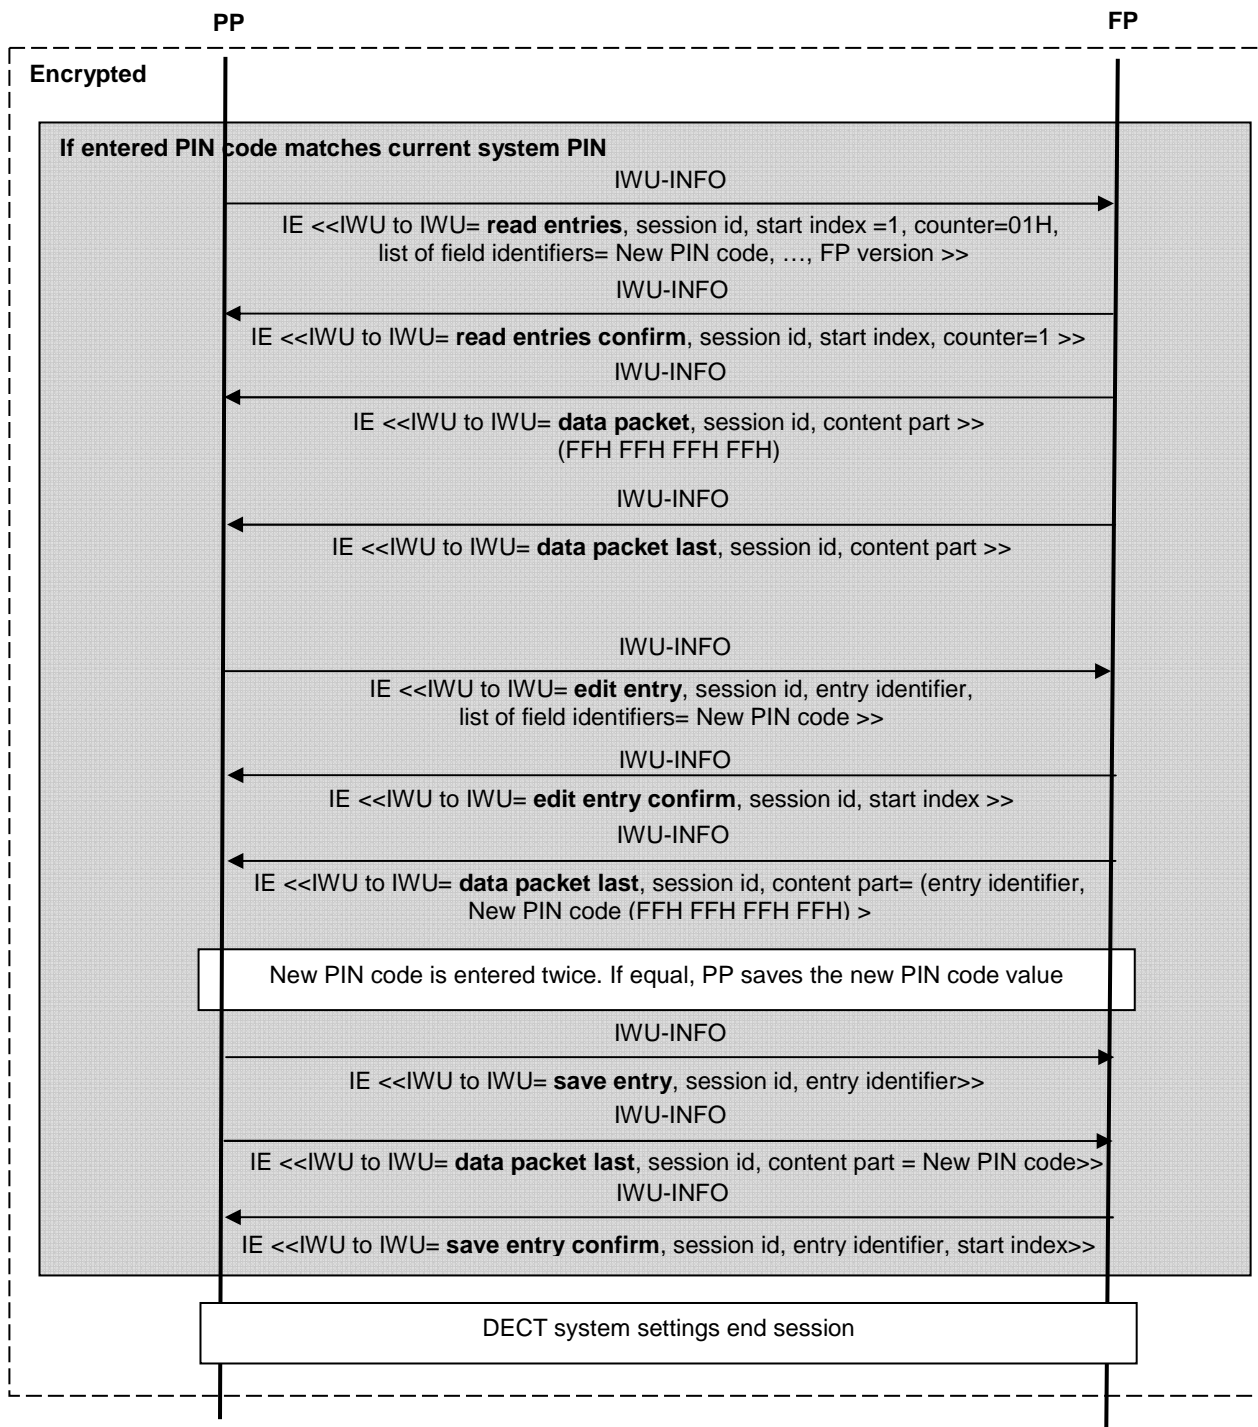 PP FP
Encrypted
If entered PIN code matches current system PIN
IWU-INFO
IE <<IWU to IWU= read entries, session id, start index =1, counter=01H,
list of field identifiers= New PIN code, …, FP version >>
IWU-INFO
IE <<IWU to IWU= read entries confirm, session id, start index, counter=1 >>
IWU-INFO
IE <<IWU to IWU= data packet, session id, content part >>
(FFH FFH FFH FFH)
IWU-INFO
IE <<IWU to IWU= data packet last, session id, content part >>
IWU-INFO
IE <<IWU to IWU= edit entry, session id, entry identifier,
list of field identifiers= New PIN code >>
IWU-INFO
IE <<IWU to IWU= edit entry confirm, session id, start index >>
IWU-INFO
IE <<IWU to IWU= data packet last, session id, content part= (entry identifier,
New PIN code (FFH FFH FFH FFH) >
New PIN code is entered twice. If equal, PP saves the new PIN code value
IWU-INFO
IE <<IWU to IWU= save entry, session id, entry identifier>>
IWU-INFO
IE <<IWU to IWU= data packet last, session id, content part = New PIN code>>
IWU-INFO
IE <<IWU to IWU= save entry confirm, session id, entry identifier, start index>>
DECT system settings end session